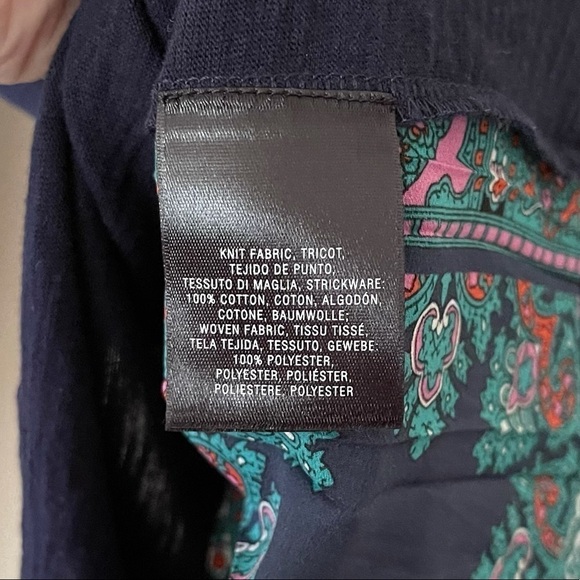 KNIT FABRIC, TRICOT,
TEJIDO DE PUNTO,
TESSUTO DI MAGLIA, STRICKWARE:
100% COTTON, COTON, ALGODÓN,
COTONE, BAUMWOLLE;
WOVEN FABRIC, TISSU TISSÉ,
TELA TEJIDA, TESSUTO, GEWEBE:
100% POLYESTER,
POLYESTER, POLIÉSTER,
POLIESTERE, POLYESTER